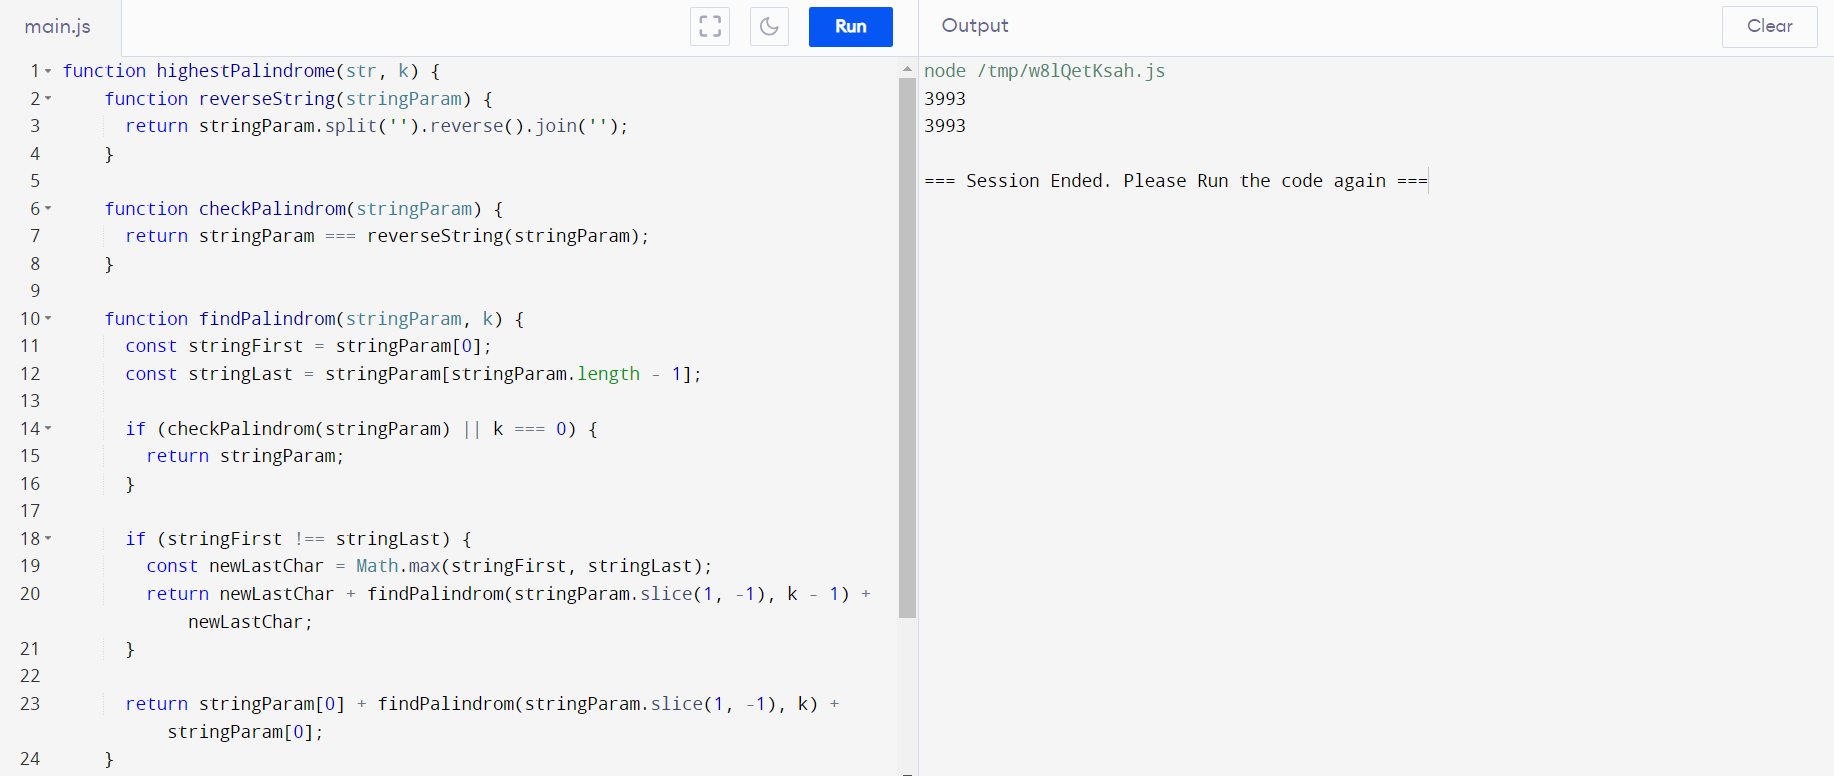 main.js
Run
Output
Clear
1 function highestPalindrome(str, k) {
2 function reverseString(stringParam) {
3 return stringParam.split('').reverse().join('');
4 }
5
6 function checkPalindrom(stringParam) {
7 return stringParam === reverseString(stringParam);
8 }
9
10 function findPalindrom(stringParam, k) {
11 const stringFirst = stringParam[0];
12 const stringLast = stringParam[stringParam.length - 1];
13
14 if (checkPalindrom(stringParam) || k === 0) {
15 return stringParam;
16 }
17
18 if (stringFirst !== stringLast) {
19 const newLastChar = Math.max(stringFirst, stringLast);
20 return newLastChar + findPalindrom(stringParam.slice(1, -1), k - 1) +
newLastChar;
21 }
22
23 return stringParam[0] + findPalindrom(stringParam.slice(1, -1), k) +
stringParam[0];
24 }
node /tmp/w8lQetKsah.js
3993
3993
=== Session Ended. Please Run the code again ===